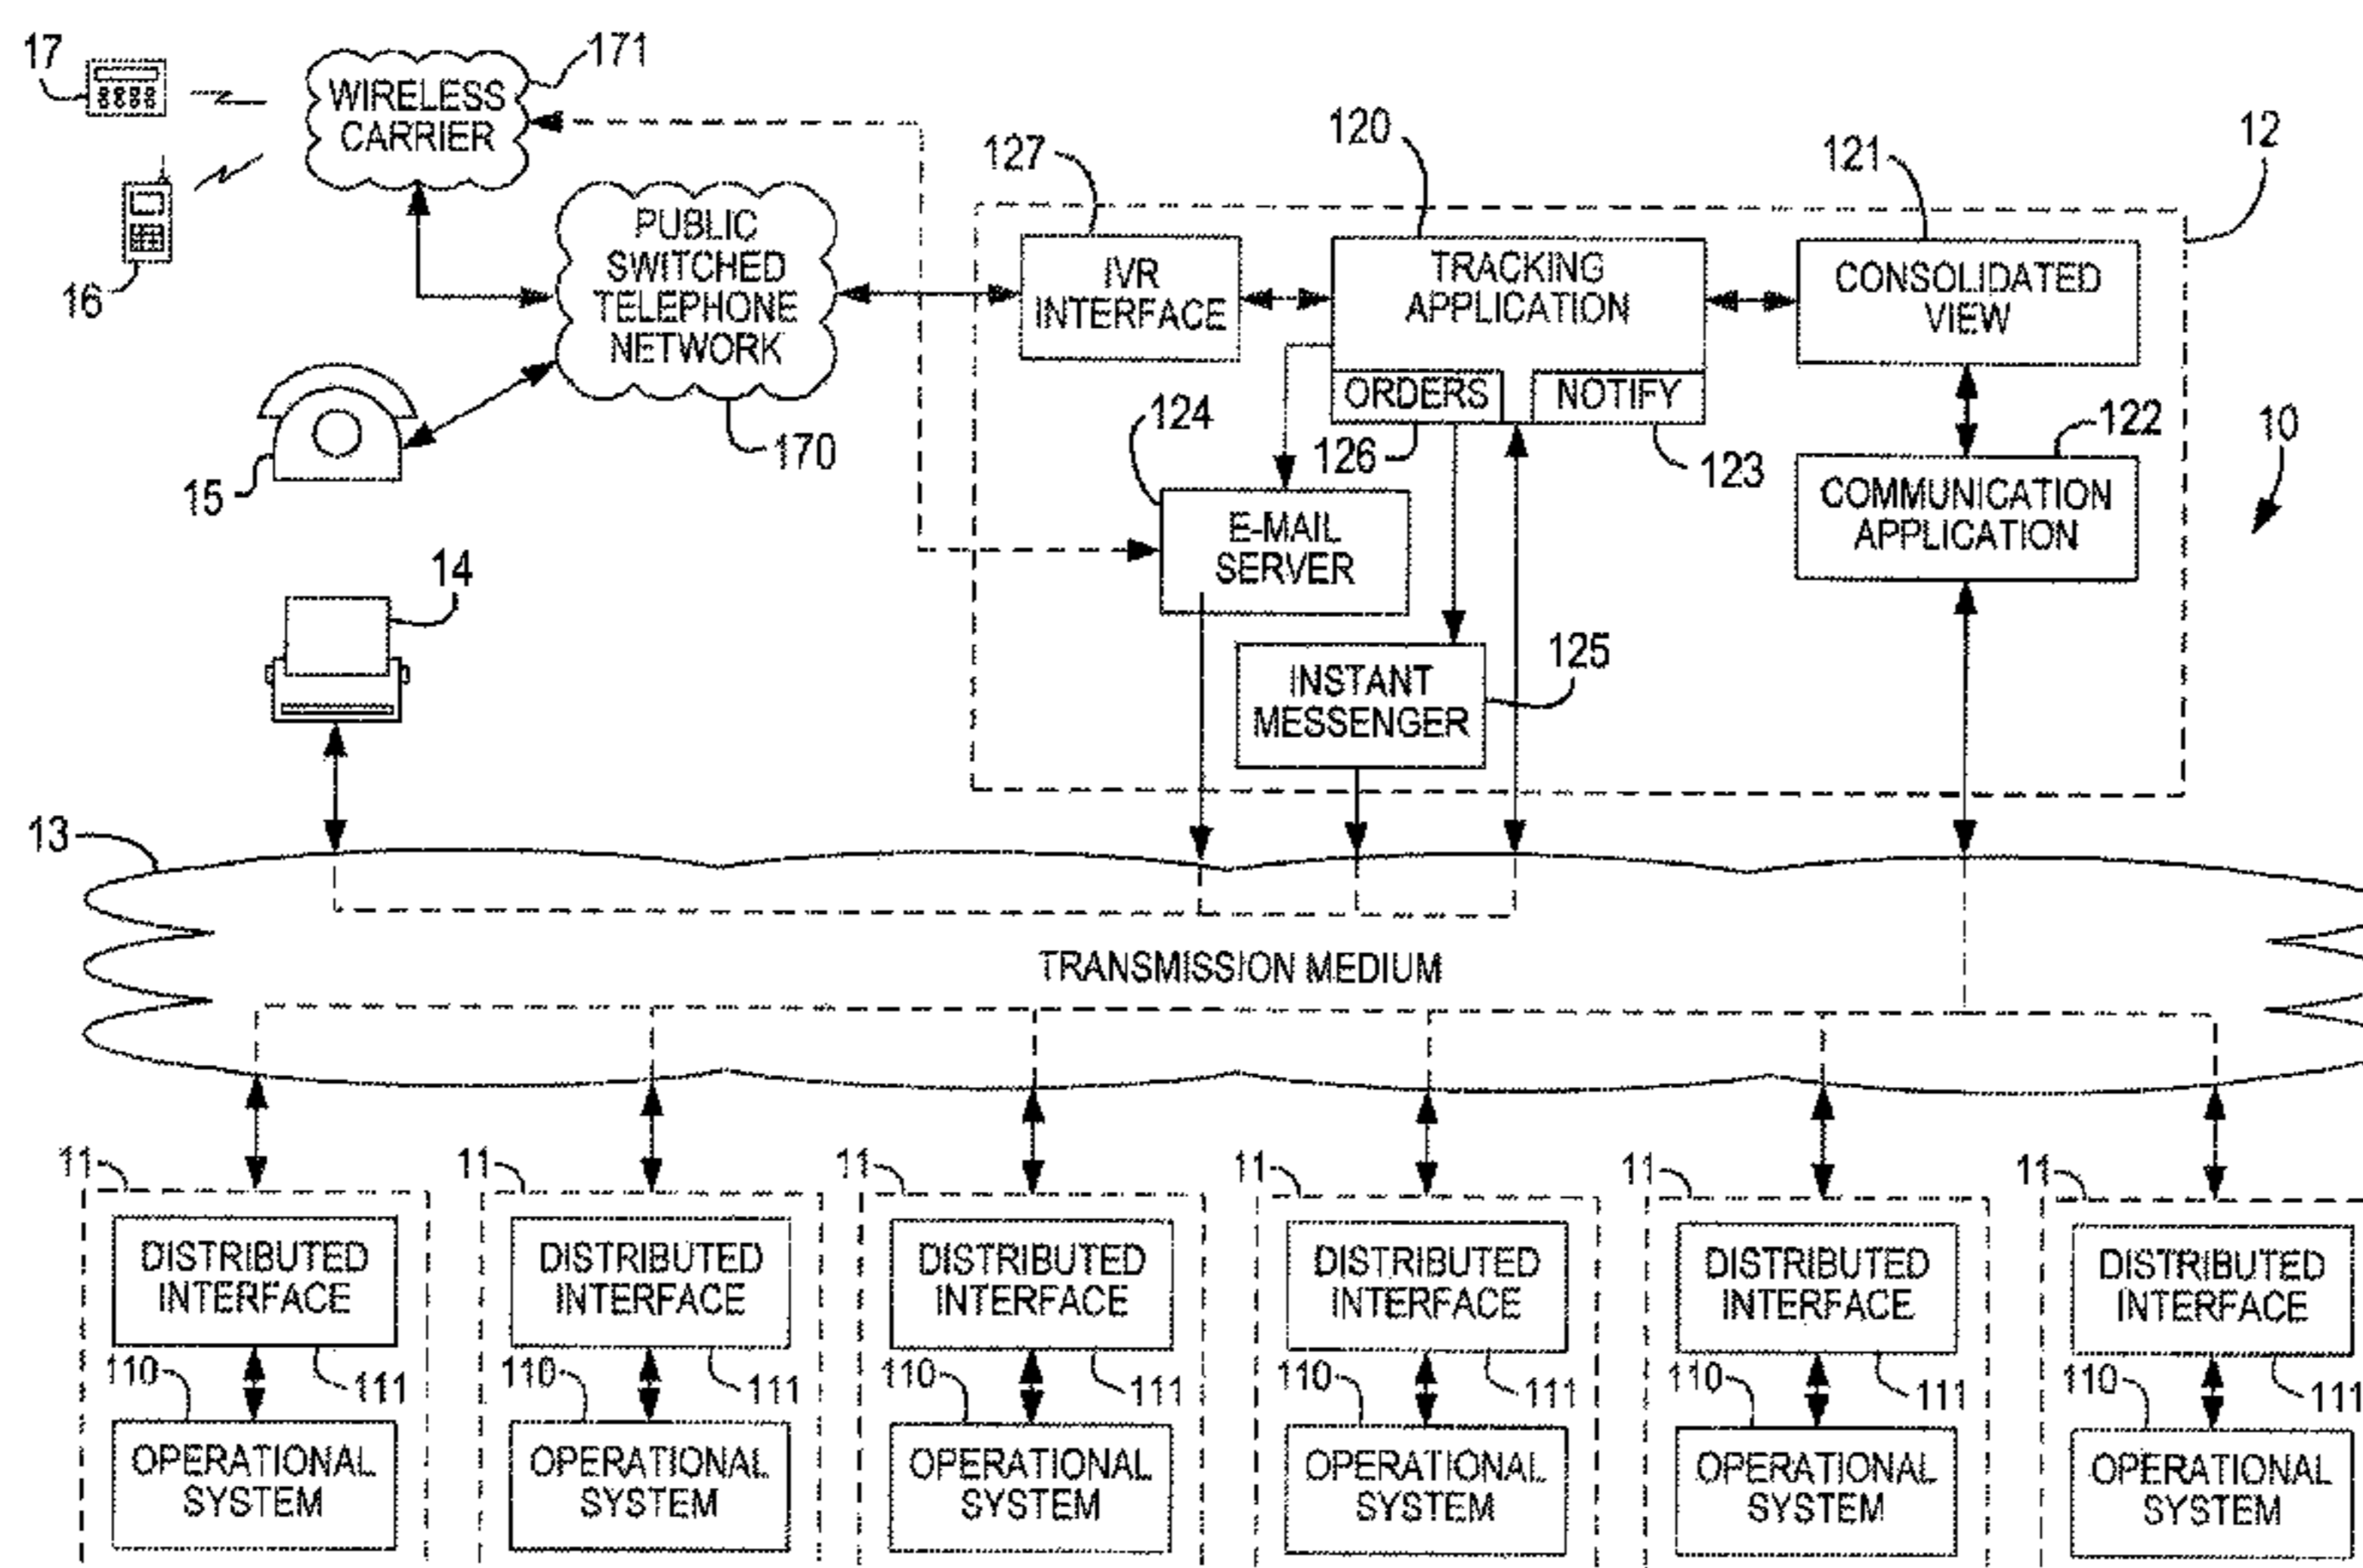 17
8888
171
WIRELESS
CARRIER
16
PUBLIC
SWITCHED
TELEPHONE
NETWORK
170
15
14
127
120
121
12
IVR
INTERFACE
TRACKING
APPLICATION
CONSOLIDATED
VIEW
ORDERS
NOTIFY
124
126
123
122
10
E-MAIL
SERVER
COMMUNICATION
APPLICATION
INSTANT
MESSENGER
125
13
TRANSMISSION MEDIUM
11
11
11
11
11
11
DISTRIBUTED
INTERFACE
DISTRIBUTED
INTERFACE
DISTRIBUTED
INTERFACE
DISTRIBUTED
INTERFACE
DISTRIBUTED
INTERFACE
DISTRIBUTED
INTERFACE
110
111
110
111
110
111
110
111
110
111
110
111
OPERATIONAL
SYSTEM
OPERATIONAL
SYSTEM
OPERATIONAL
SYSTEM
OPERATIONAL
SYSTEM
OPERATIONAL
SYSTEM
OPERATIONAL
SYSTEM